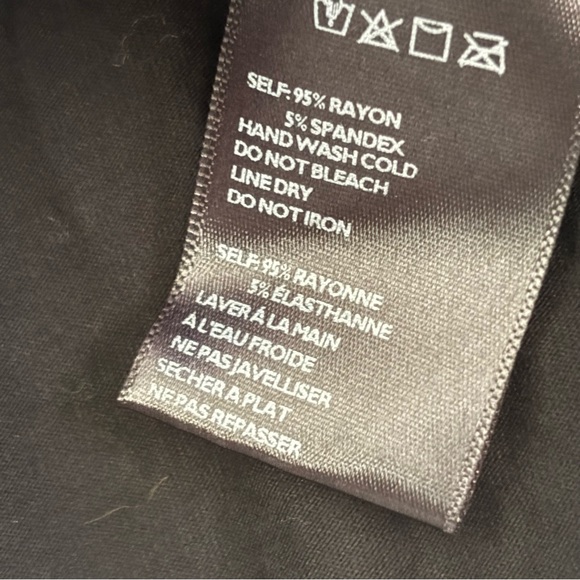 SELF: 95% RAYON
5% SPANDEX
HAND WASH COLD
DO NOT BLEACH
LINE DRY
DO NOT IRON
SELF: 95% RAYONNE
5% ÉLASTHANNE
LAVER À LA MAIN
À L'EAU FROIDE
NE PAS JAVELLISER
SECHER A PLAT
NE PAS REPASSER